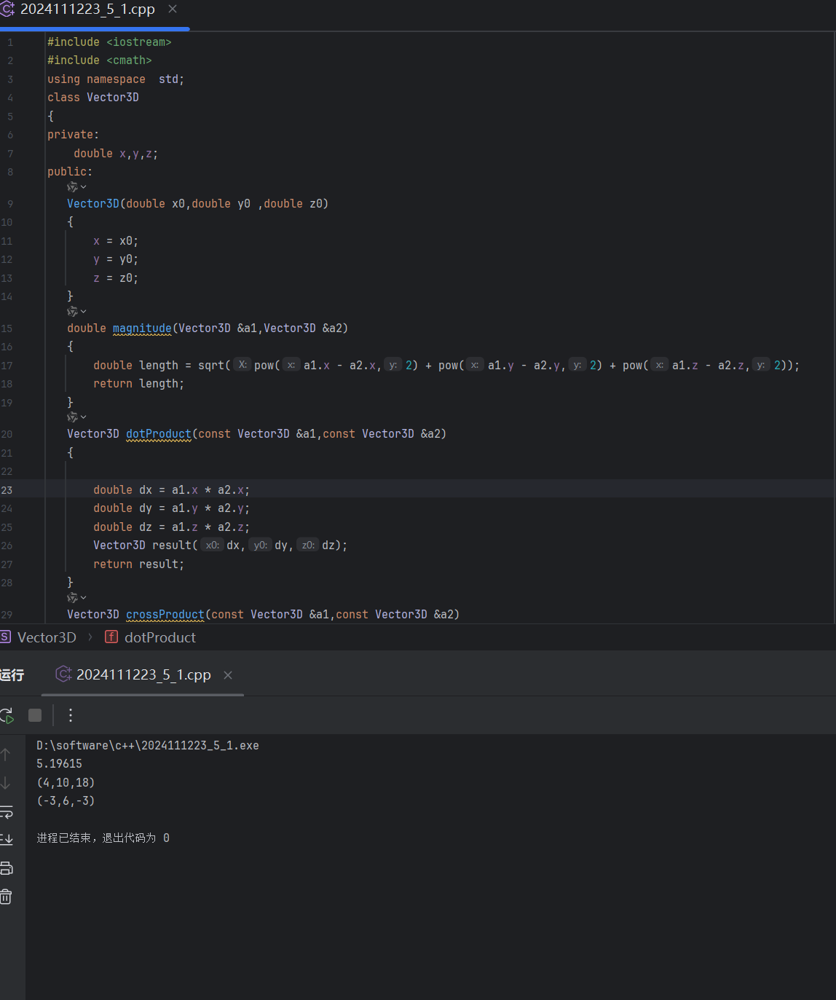 2024111223_5_1.cpp
1 #include <iostream>
2 #include <cmath>
3 using namespace  std;
4 class Vector3D
5 {
6 private:
7 double x,y,z;
8 public:
9 Vector3D(double x0,double y0 ,double z0)
10 {
11 x = x0;
12 y = y0;
13 z = z0;
14 }
15 double magnitude(Vector3D &a1,Vector3D &a2)
16 {
17 double length = sqrt( X: pow( x: a1.x - a2.x, y: 2) + pow( x: a1.y - a2.y, y: 2) + pow( x: a1.z - a2.z, y: 2));
18 return length;
19 }
20 Vector3D dotProduct(const Vector3D &a1,const Vector3D &a2)
21 {
22
23 double dx = a1.x * a2.x;
24 double dy = a1.y * a2.y;
25 double dz = a1.z * a2.z;
26 Vector3D result( x0: dx, y0: dy, z0: dz);
27 return result;
28 }
29 Vector3D crossProduct(const Vector3D &a1,const Vector3D &a2)
S Vector3D › f dotProduct
运行 2024111223_5_1.cpp
D:\software\c++\2024111223_5_1.exe
5.19615
(4,10,18)
(-3,6,-3)
进程已结束，退出代码为 0